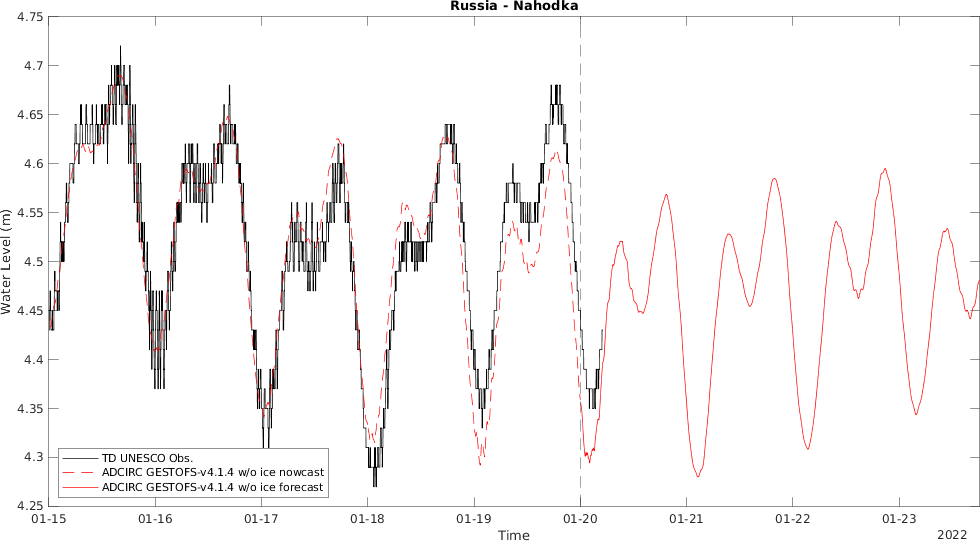 Russia - Nahodka
4.75
4.7
4.65
4.6
4.55
4.5
4.45
4.4
4.35
4.3
4.25
Water Level (m)
TD UNESCO Obs.
ADCIRC GESTOFS-v4.1.4 w/o ice nowcast
ADCIRC GESTOFS-v4.1.4 w/o ice forecast
01-15 01-16 01-17 01-18 01-19 01-20 01-21 01-22 01-23
Time
2022